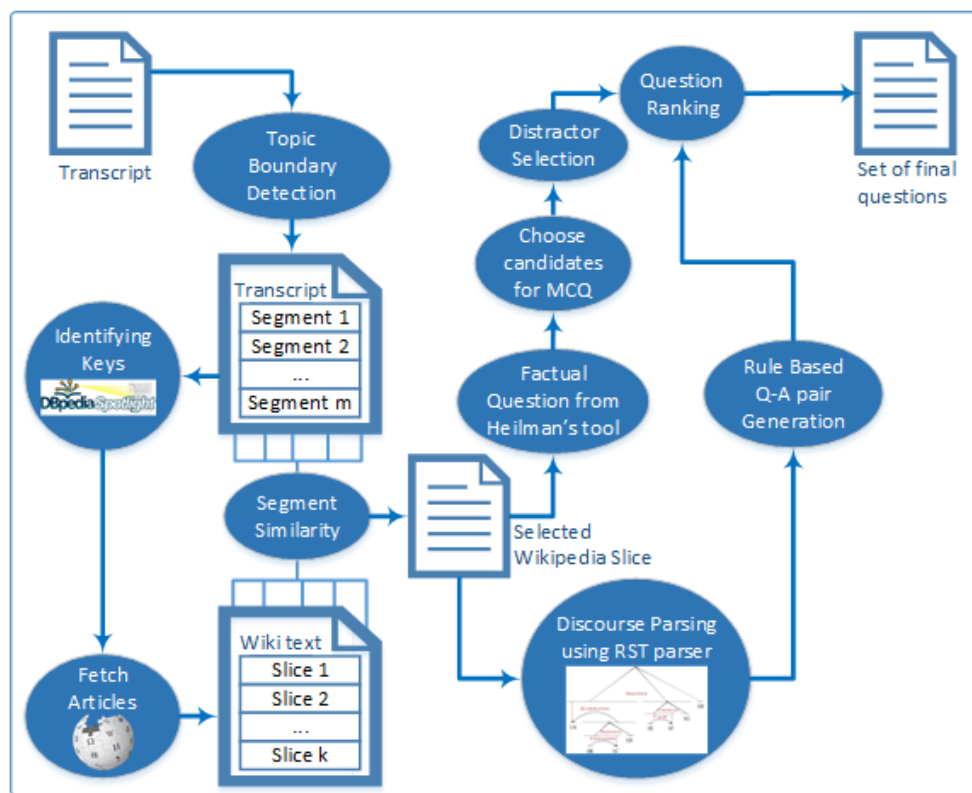 Transcript
Topic
Boundary
Detection
Transcript
Segment 1
Segment 2
...
Segment m
Identifying
Keys
DBpedia Spotlight
Fetch
Articles
Wiki text
Slice 1
Slice 2
...
Slice k
Segment
Similarity
Selected
Wikipedia Slice
Factual
Question from
Heilman's tool
Choose
candidates
for MCQ
Distractor
Selection
Question
Ranking
Set of final
questions
Discourse Parsing
using RST parser
Rule Based
Q-A pair
Generation